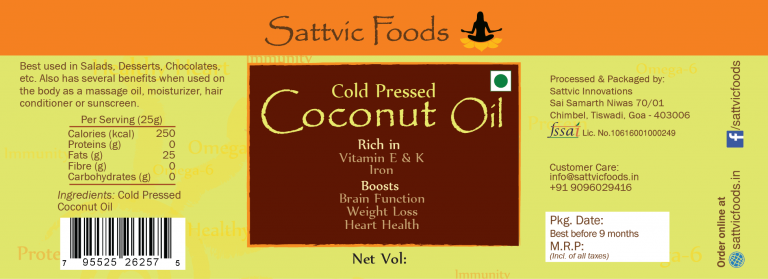 Sattvic Foods
Best used in Salads, Desserts, Chocolates,
etc. Also has several benefits when used on
the body as a massage oil, moisturizer, hair
conditioner or sunscreen.
Per Serving (25g)
Calories (kcal) 250
Proteins (g) 0
Fats (g) 25
Fibre (g) 0
Carbohydrates (g) 0
Ingredients: Cold Pressed
Coconut Oil
7 95525 26257 5
Cold Pressed
Coconut Oil
Rich in
Vitamin E & K
Iron
Boosts
Brain Function
Weight Loss
Heart Health
Net Vol:
Processed & Packaged by:
Sattvic Innovations
Sai Samarth Niwas 70/01
Chimbel, Tiswadi, Goa - 403006
fssai Lic. No.10616001000249
Customer Care:
info@sattvicfoods.in
+91 9096029416
Pkg. Date:
Best before 9 months
M.R.P:
(Incl. of all taxes)
f/sattvicfoods
Order online at
sattvicfoods.in
Immunity
Omega-6
Immunity